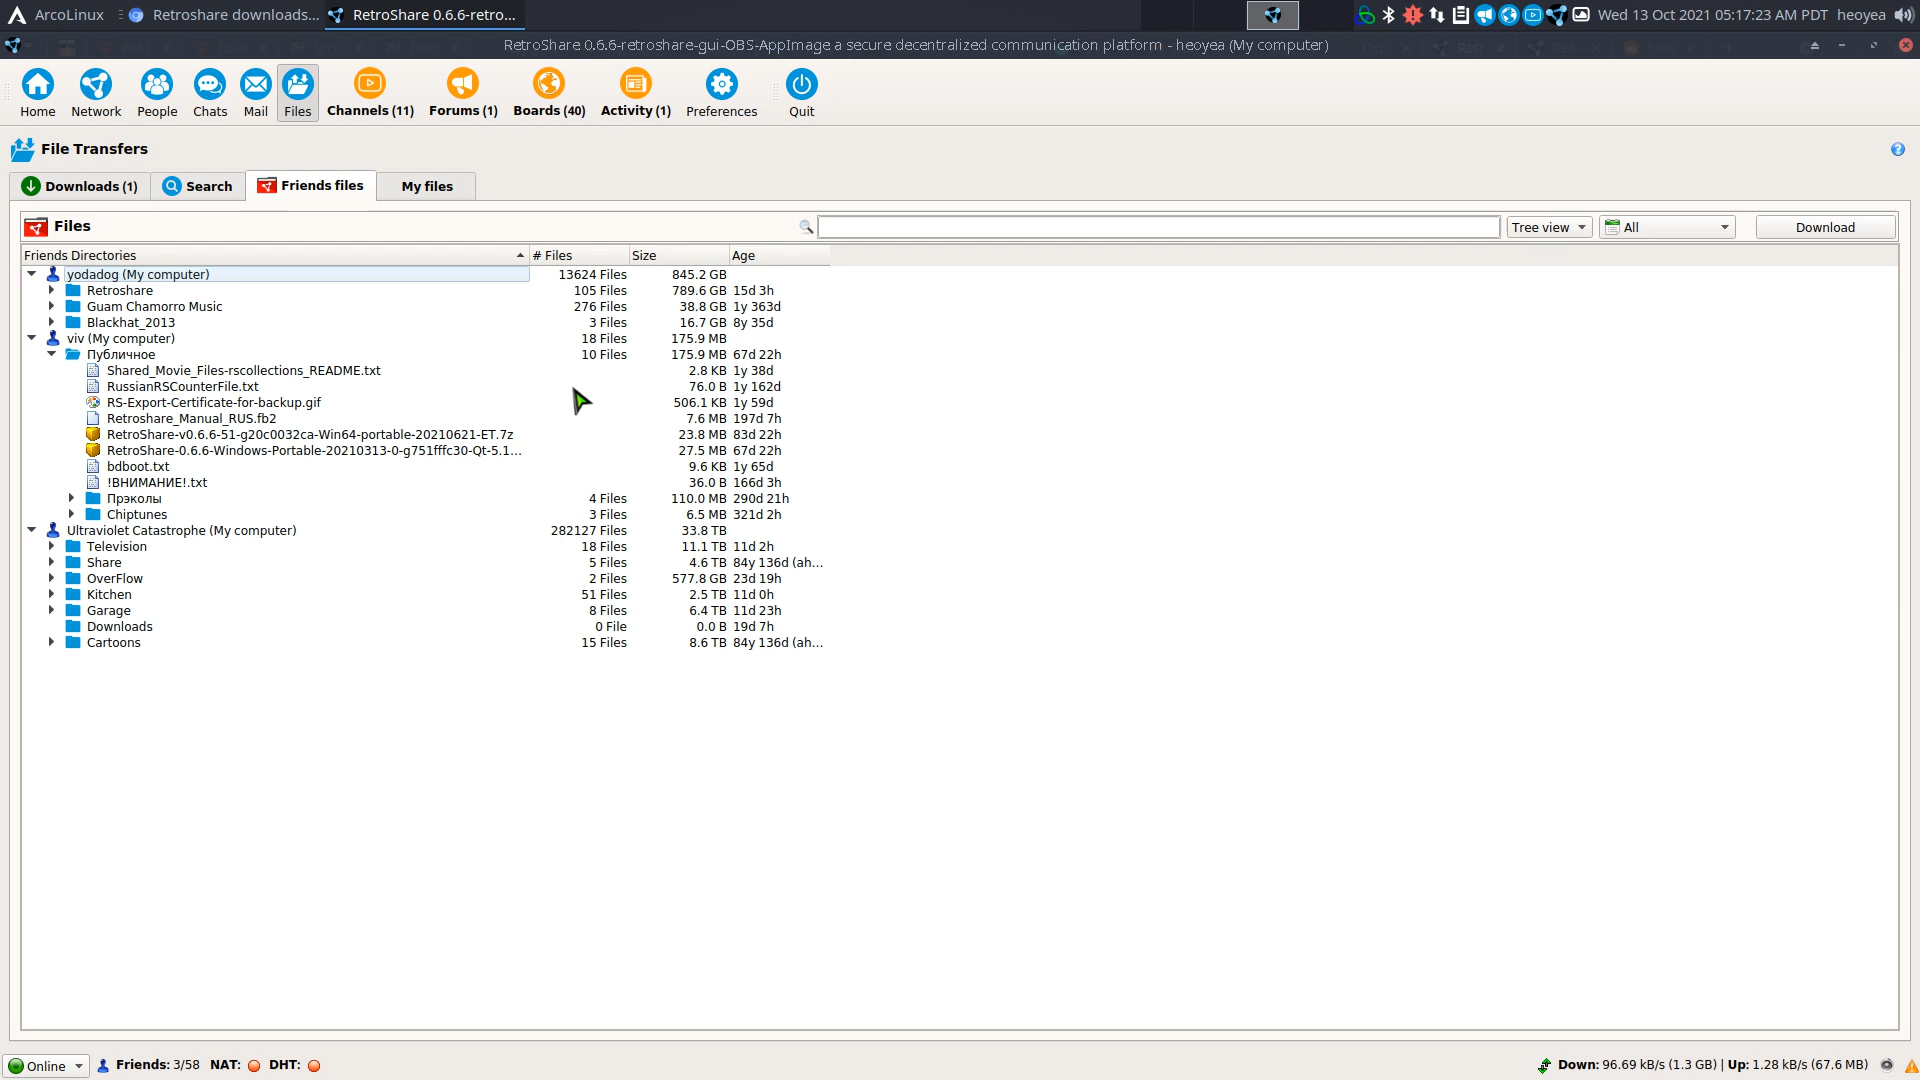 ArcoLinux Retroshare downloads... RetroShare 0.6.6-retro... Wed 13 Oct 2021 05:17:23 AM PDT heoyea
RetroShare 0.6.6-retroshare-gui-OBS-AppImage a secure decentralized communication platform - heoyea (My computer)
Home Network People Chats Mail Files Channels (11) Forums (1) Boards (40) Activity (1) Preferences Quit
File Transfers
Downloads (1) Search Friends files My files
Files Tree view All Download
Friends Directories # Files Size Age
yodadog (My computer) 13624 Files 845.2 GB
Retroshare 105 Files 789.6 GB 15d 3h
Guam Chamorro Music 276 Files 38.8 GB 1y 363d
Blackhat_2013 3 Files 16.7 GB 8y 35d
viv (My computer) 18 Files 175.9 MB
Публичное 10 Files 175.9 MB 67d 22h
Shared_Movie_Files-rscollections_README.txt 2.8 KB 1y 38d
RussianRSCounterFile.txt 76.0 B 1y 162d
RS-Export-Certificate-for-backup.gif 506.1 KB 1y 59d
Retroshare_Manual_RUS.fb2 7.6 MB 197d 7h
RetroShare-v0.6.6-51-g20c0032ca-Win64-portable-20210621-ET.7z 23.8 MB 83d 22h
RetroShare-0.6.6-Windows-Portable-20210313-0-g751fffc30-Qt-5.1... 27.5 MB 67d 22h
bdboot.txt 9.6 KB 1y 65d
!ВНИМАНИЕ!.txt 36.0 B 166d 3h
Прэколы 4 Files 110.0 MB 290d 21h
Chiptunes 3 Files 6.5 MB 321d 2h
Ultraviolet Catastrophe (My computer) 282127 Files 33.8 TB
Television 18 Files 11.1 TB 11d 2h
Share 5 Files 4.6 TB 84y 136d (ah...
OverFlow 2 Files 577.8 GB 23d 19h
Kitchen 51 Files 2.5 TB 11d 0h
Garage 8 Files 6.4 TB 11d 23h
Downloads 0 File 0.0 B 19d 7h
Cartoons 15 Files 8.6 TB 84y 136d (ah...
Online Friends: 3/58 NAT: DHT: Down: 96.69 kB/s (1.3 GB) | Up: 1.28 kB/s (67.6 MB)